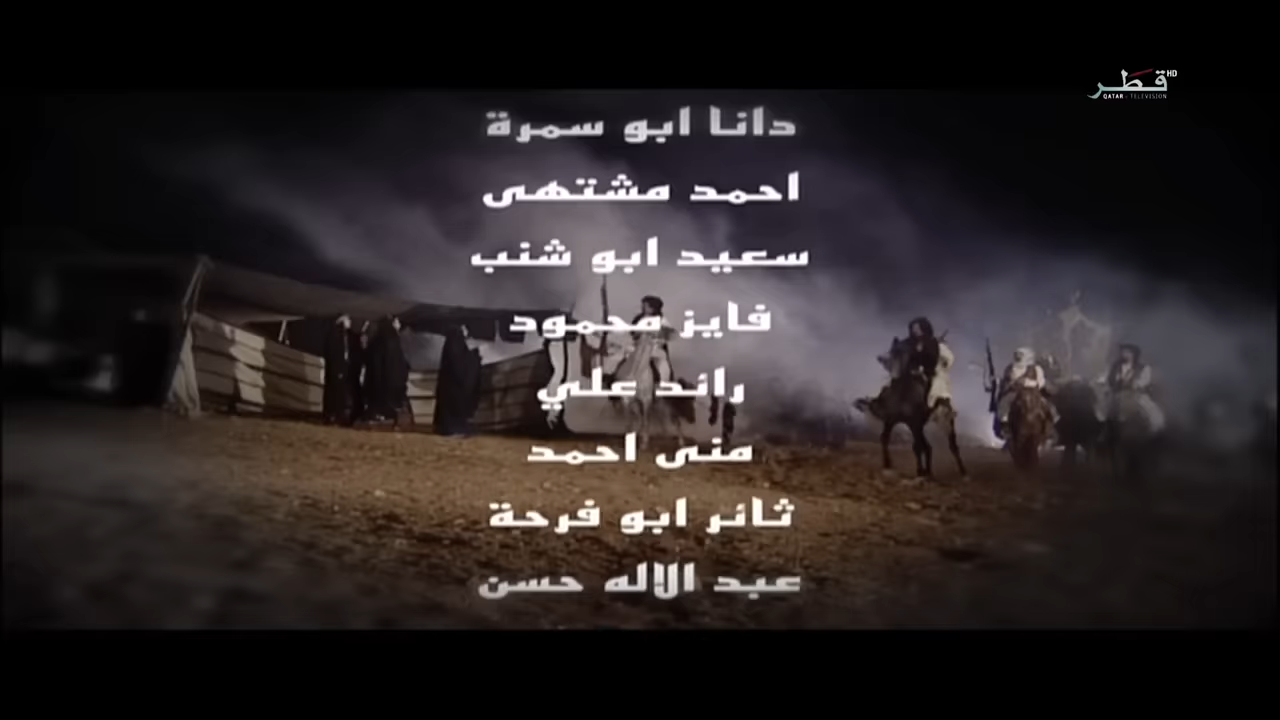 قطر HD
QATAR TELEVISION
دانا ابو سمرة
احمد مشتهى
سعيد ابو شنب
فايز محمود
رائد علي
منى احمد
ثائر ابو فرحة
عبد الاله حسن